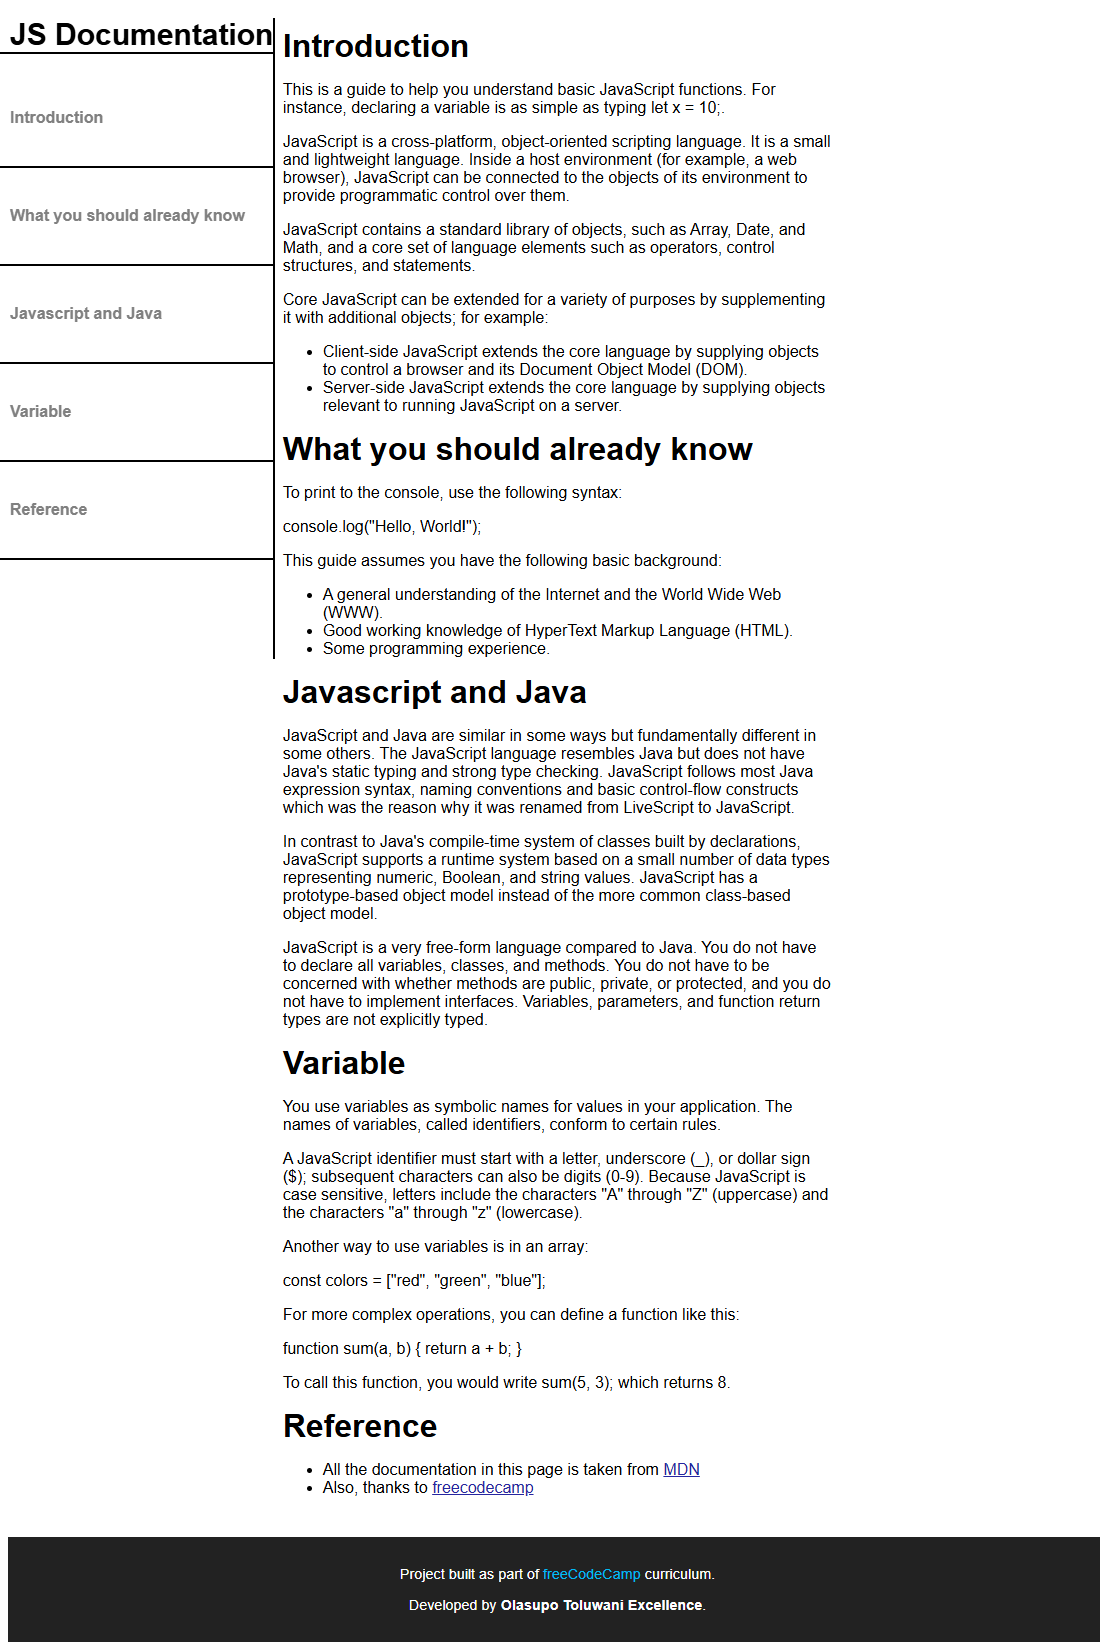 JS Documentation
Introduction
What you should already know
Javascript and Java
Variable
Reference
Introduction
This is a guide to help you understand basic JavaScript functions. For
instance, declaring a variable is as simple as typing let x = 10;.
JavaScript is a cross-platform, object-oriented scripting language. It is a small
and lightweight language. Inside a host environment (for example, a web
browser), JavaScript can be connected to the objects of its environment to
provide programmatic control over them.
JavaScript contains a standard library of objects, such as Array, Date, and
Math, and a core set of language elements such as operators, control
structures, and statements.
Core JavaScript can be extended for a variety of purposes by supplementing
it with additional objects; for example:
• Client-side JavaScript extends the core language by supplying objects
to control a browser and its Document Object Model (DOM).
• Server-side JavaScript extends the core language by supplying objects
relevant to running JavaScript on a server.
What you should already know
To print to the console, use the following syntax:
console.log("Hello, World!");
This guide assumes you have the following basic background:
• A general understanding of the Internet and the World Wide Web
(WWW).
• Good working knowledge of HyperText Markup Language (HTML).
• Some programming experience.
Javascript and Java
JavaScript and Java are similar in some ways but fundamentally different in
some others. The JavaScript language resembles Java but does not have
Java's static typing and strong type checking. JavaScript follows most Java
expression syntax, naming conventions and basic control-flow constructs
which was the reason why it was renamed from LiveScript to JavaScript.
In contrast to Java's compile-time system of classes built by declarations,
JavaScript supports a runtime system based on a small number of data types
representing numeric, Boolean, and string values. JavaScript has a
prototype-based object model instead of the more common class-based
object model.
JavaScript is a very free-form language compared to Java. You do not have
to declare all variables, classes, and methods. You do not have to be
concerned with whether methods are public, private, or protected, and you do
not have to implement interfaces. Variables, parameters, and function return
types are not explicitly typed.
Variable
You use variables as symbolic names for values in your application. The
names of variables, called identifiers, conform to certain rules.
A JavaScript identifier must start with a letter, underscore (_), or dollar sign
($); subsequent characters can also be digits (0-9). Because JavaScript is
case sensitive, letters include the characters "A" through "Z" (uppercase) and
the characters "a" through "z" (lowercase).
Another way to use variables is in an array:
const colors = ["red", "green", "blue"];
For more complex operations, you can define a function like this:
function sum(a, b) { return a + b; }
To call this function, you would write sum(5, 3); which returns 8.
Reference
• All the documentation in this page is taken from MDN
• Also, thanks to freecodecamp
Project built as part of freeCodeCamp curriculum.
Developed by Olasupo Toluwani Excellence.